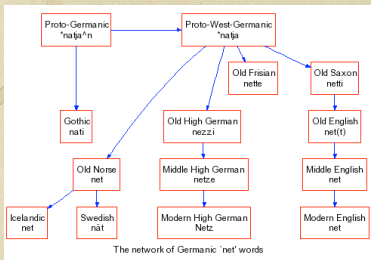 Proto-Germanic
*natja^n
Proto-West-Germanic
*natja
Old Frisian
nette
Old Saxon
netti
Gothic
nati
Old High German
nezzi
Old English
net(t)
Old Norse
net
Middle High German
netze
Middle English
net
Icelandic
net
Swedish
nät
Modern High German
Netz
Modern English
net
The network of Germanic `net' words